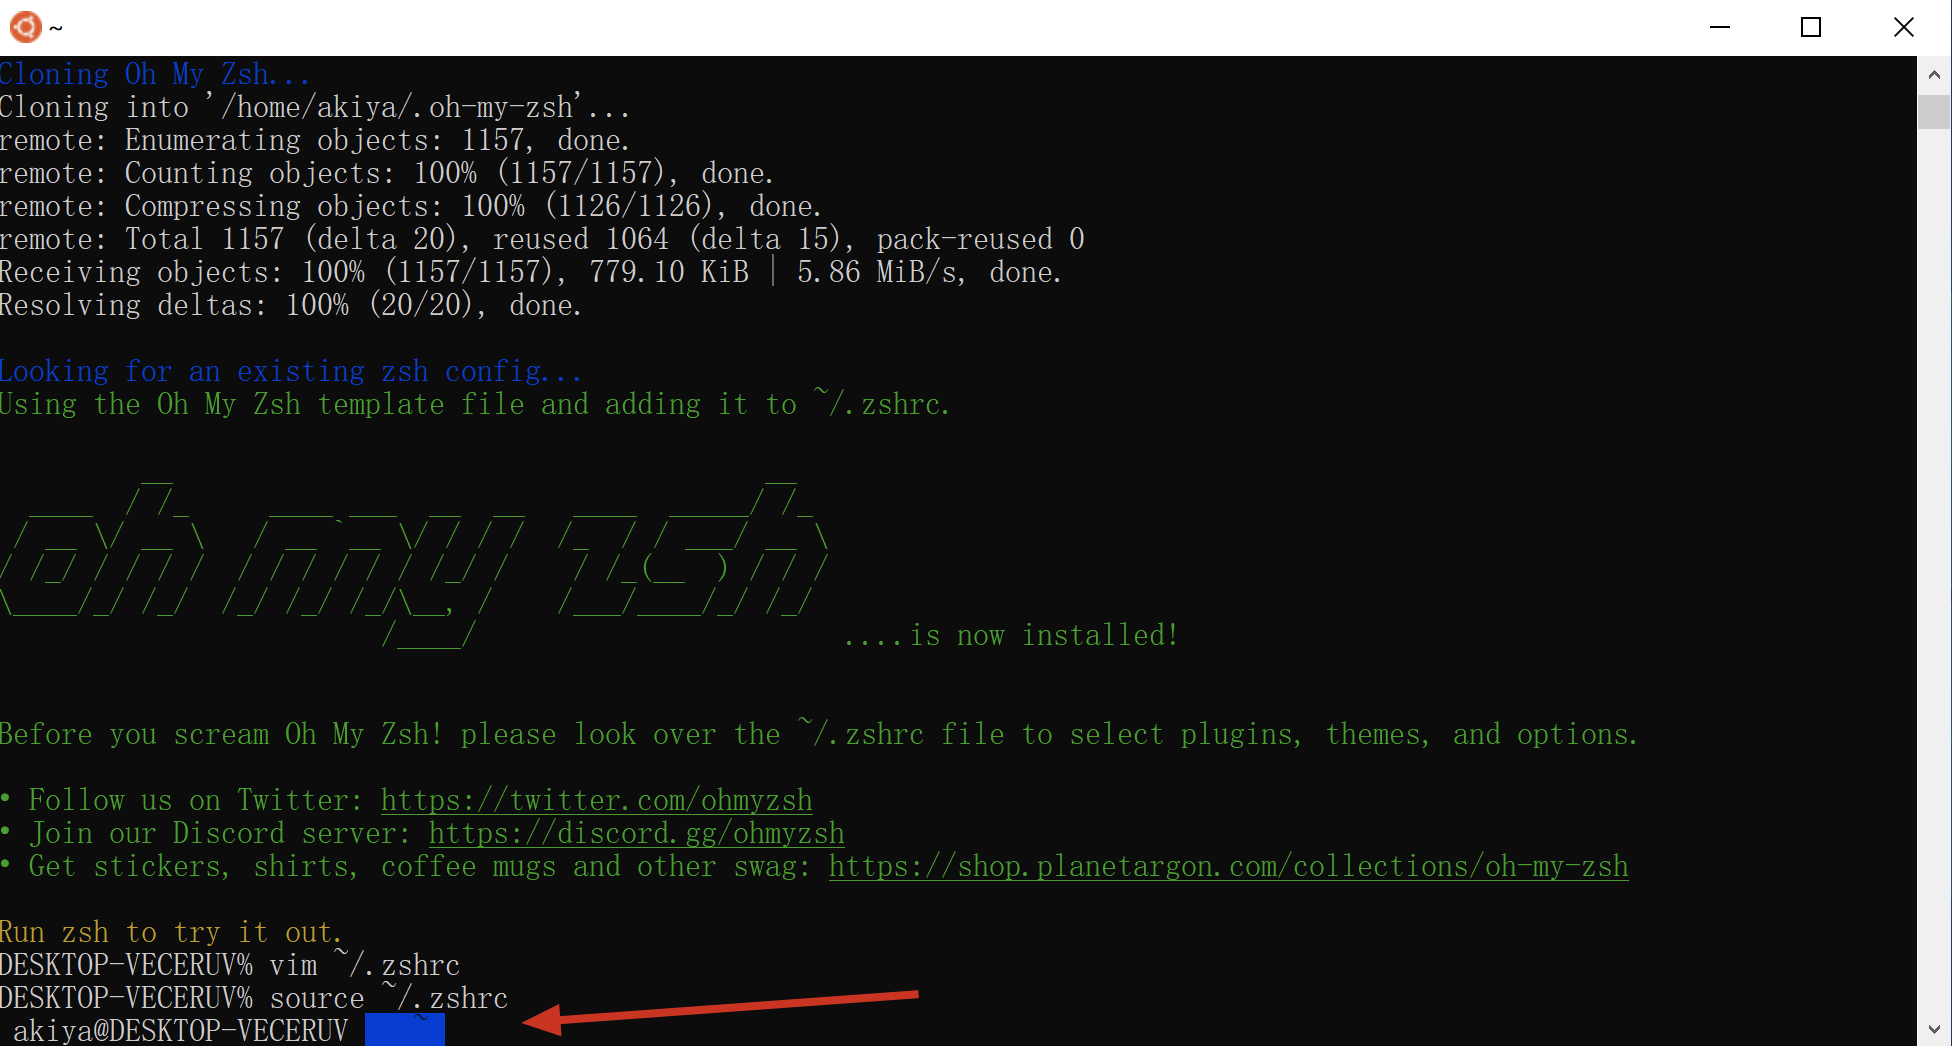 ~
Cloning Oh My Zsh...
Cloning into '/home/akiya/.oh-my-zsh'...
remote: Enumerating objects: 1157, done.
remote: Counting objects: 100% (1157/1157), done.
remote: Compressing objects: 100% (1126/1126), done.
remote: Total 1157 (delta 20), reused 1064 (delta 15), pack-reused 0
Receiving objects: 100% (1157/1157), 779.10 KiB | 5.86 MiB/s, done.
Resolving deltas: 100% (20/20), done.
Looking for an existing zsh config...
Using the Oh My Zsh template file and adding it to ~/.zshrc.
oh my zsh
....is now installed!
Before you scream Oh My Zsh! please look over the ~/.zshrc file to select plugins, themes, and options.
• Follow us on Twitter: https://twitter.com/ohmyzsh
• Join our Discord server: https://discord.gg/ohmyzsh
• Get stickers, shirts, coffee mugs and other swag: https://shop.planetargon.com/collections/oh-my-zsh
Run zsh to try it out.
DESKTOP-VECERUV% vim ~/.zshrc
DESKTOP-VECERUV% source ~/.zshrc
akiya@DESKTOP-VECERUV ~